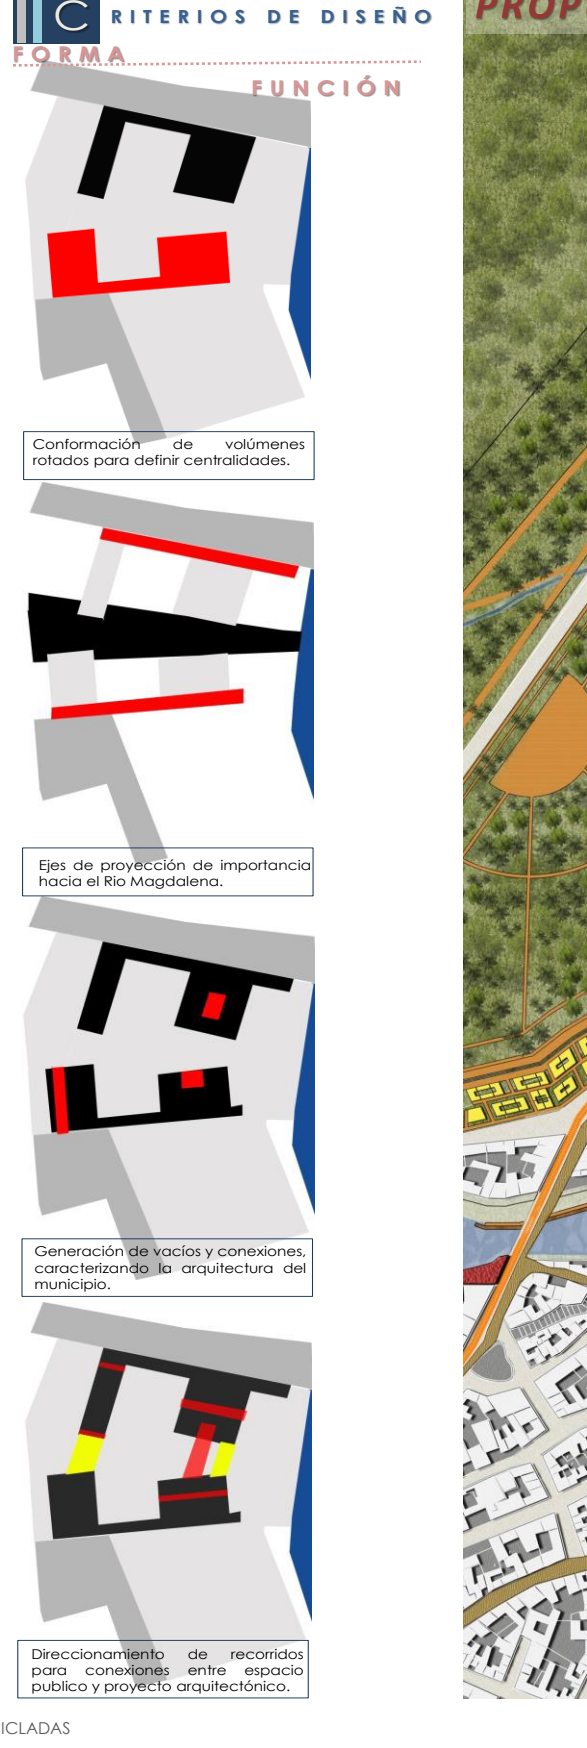 CRITERIOS DE DISEÑO
PROP
FORMA
FUNCIÓN
Conformación de volúmenes
rotados para definir centralidades.
Ejes de proyección de importancia
hacia el Rio Magdalena.
Generación de vacíos y conexiones,
caracterizando la arquitectura del
municipio.
Direccionamiento de recorridos
para conexiones entre espacio
publico y proyecto arquitectónico.
ICLADAS